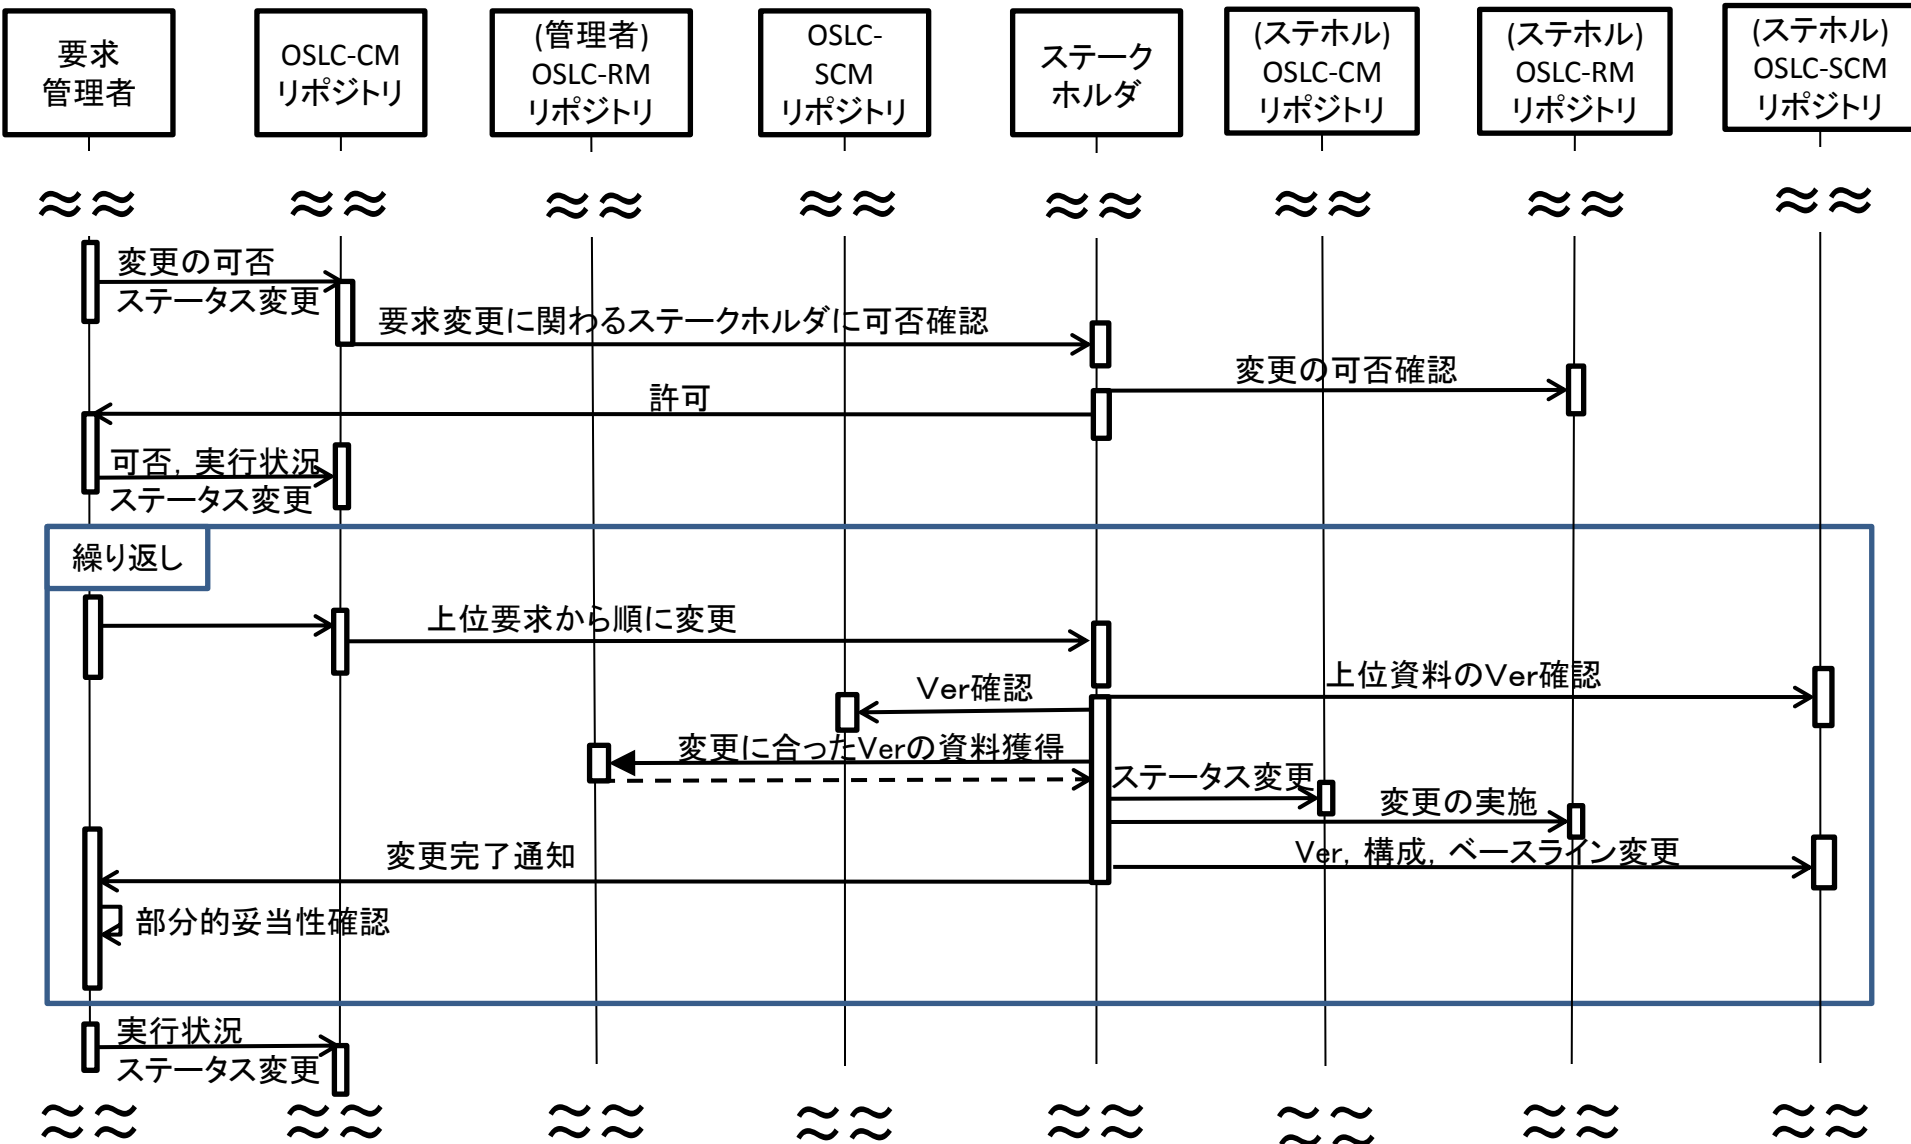 要求
管理者
OSLC-CM
リポジトリ
(管理者)
OSLC-RM
リポジトリ
OSLC-
SCM
リポジトリ
ステーク
ホルダ
(ステホル)
OSLC-CM
リポジトリ
(ステホル)
OSLC-RM
リポジトリ
(ステホル)
OSLC-SCM
リポジトリ
変更の可否
ステータス変更
要求変更に関わるステークホルダに可否確認
変更の可否確認
許可
可否，実行状況
ステータス変更
繰り返し
上位要求から順に変更
上位資料のVer確認
Ver確認
変更に合ったVerの資料獲得
ステータス変更
変更の実施
Ver，構成，ベースライン変更
変更完了通知
部分的妥当性確認
実行状況
ステータス変更